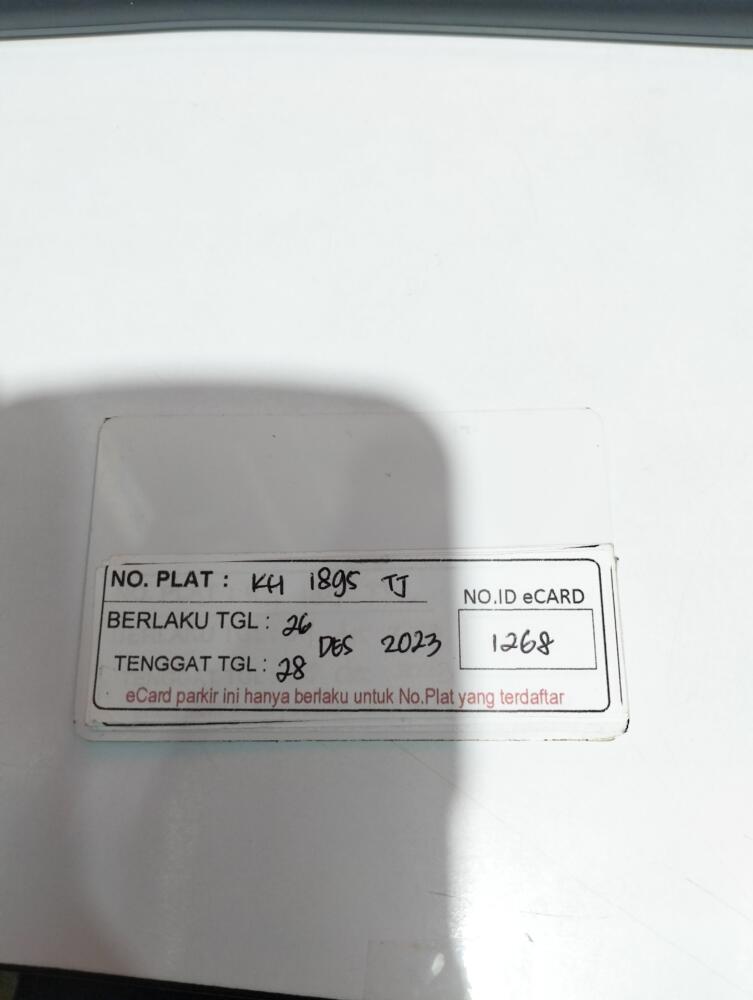 NO. PLAT : KH 1895 TJ
NO.ID eCARD
BERLAKU TGL : 26
DES 2023
1268
TENGGAT TGL : 28
eCard parkir ini hanya berlaku untuk No.Plat yang terdaftar